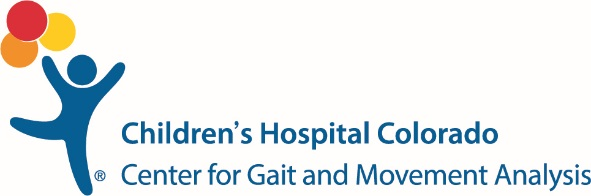 Children's Hospital Colorado
® Center for Gait and Movement Analysis